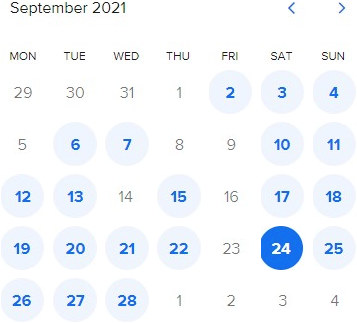 September 2021
MON TUE WED THU FRI SAT SUN
29 30 31 1 2 3 4
5 6 7 8 9 10 11
12 13 14 15 16 17 18
19 20 21 22 23 24 25
26 27 28 1 2 3 4